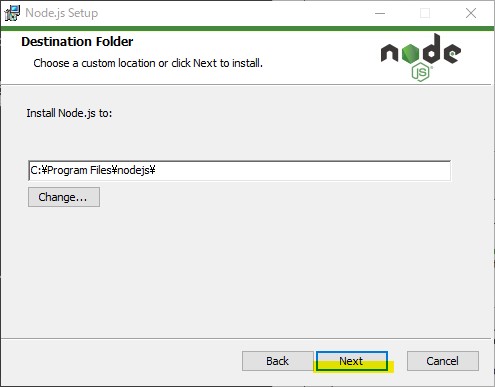 Node.js Setup
Destination Folder
Choose a custom location or click Next to install.
node
JS
Install Node.js to:
C:¥Program Files¥nodejs¥
Change...
Back
Next
Cancel